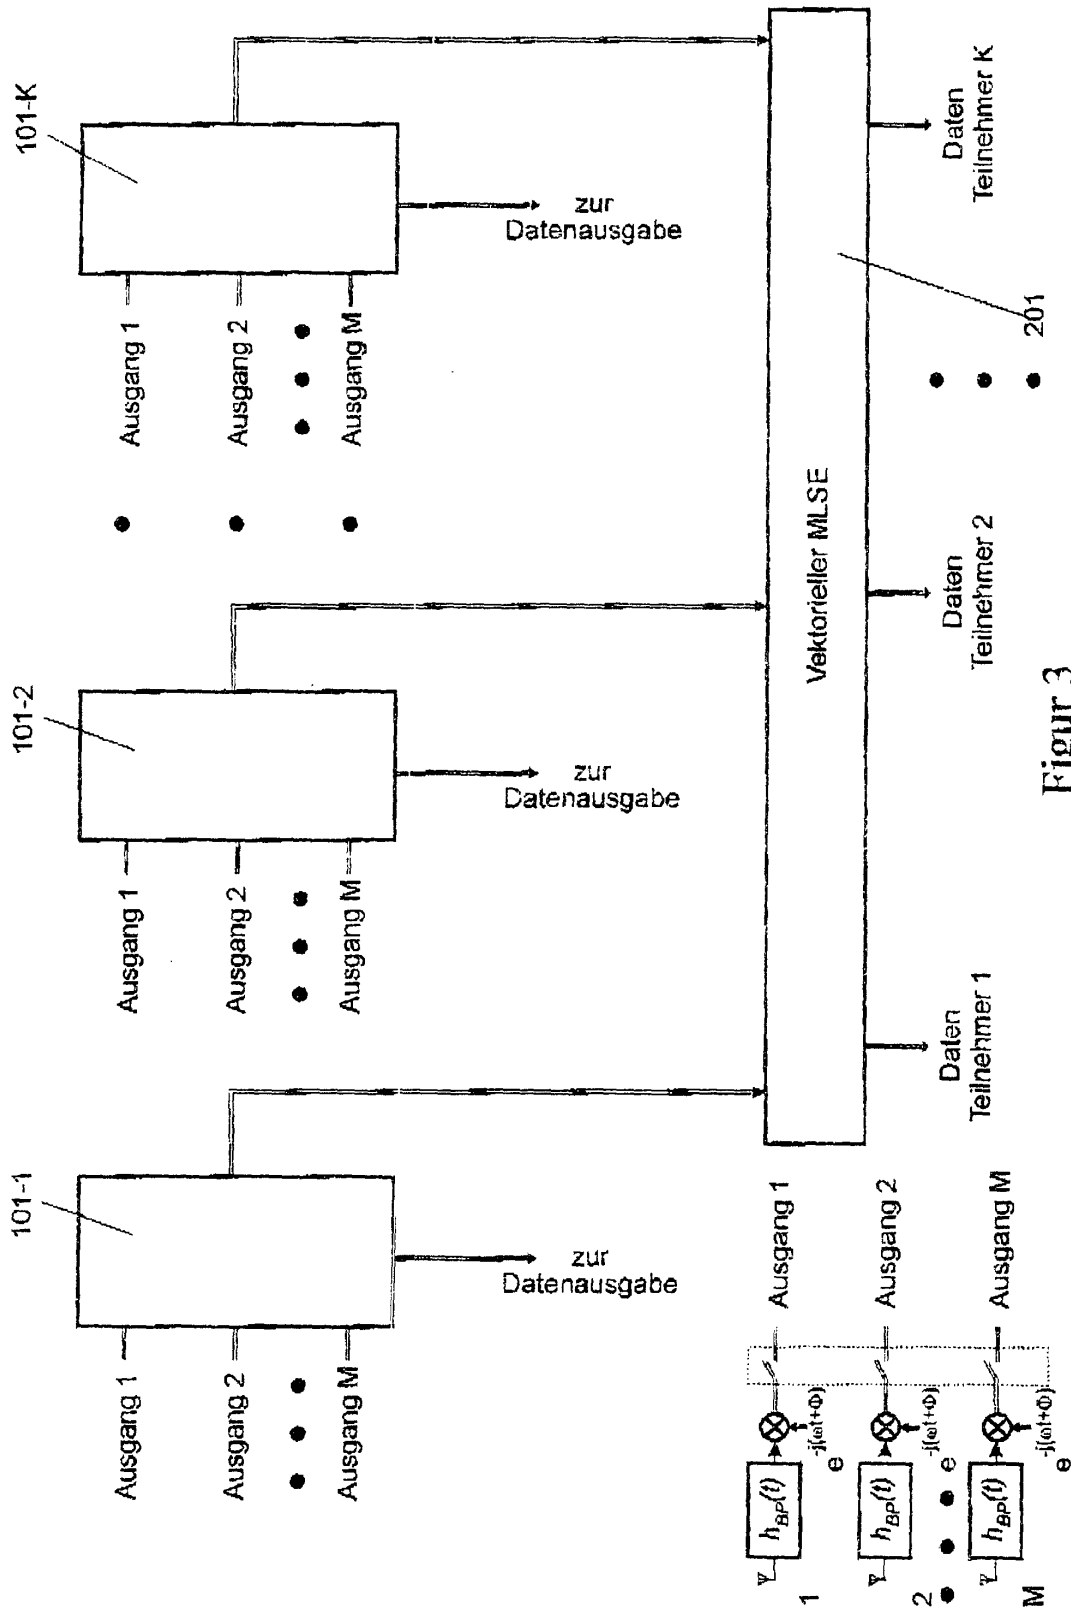 101-1
101-2
101-K
Ausgang 1
Ausgang 2
Ausgang M
zur
Datenausgabe
Ausgang 1
Ausgang 2
Ausgang M
zur
Datenausgabe
Ausgang 1
Ausgang 2
Ausgang M
zur
Datenausgabe
1
h_BP(t)
e^-j(ωt+Φ)
Ausgang 1
2
h_BP(t)
e^-j(ωt+Φ)
Ausgang 2
M
h_BP(t)
e^-j(ωt+Φ)
Ausgang M
Vektorieller MLSE
201
Daten
Teilnehmer 1
Daten
Teilnehmer 2
Daten
Teilnehmer K
Figur 3